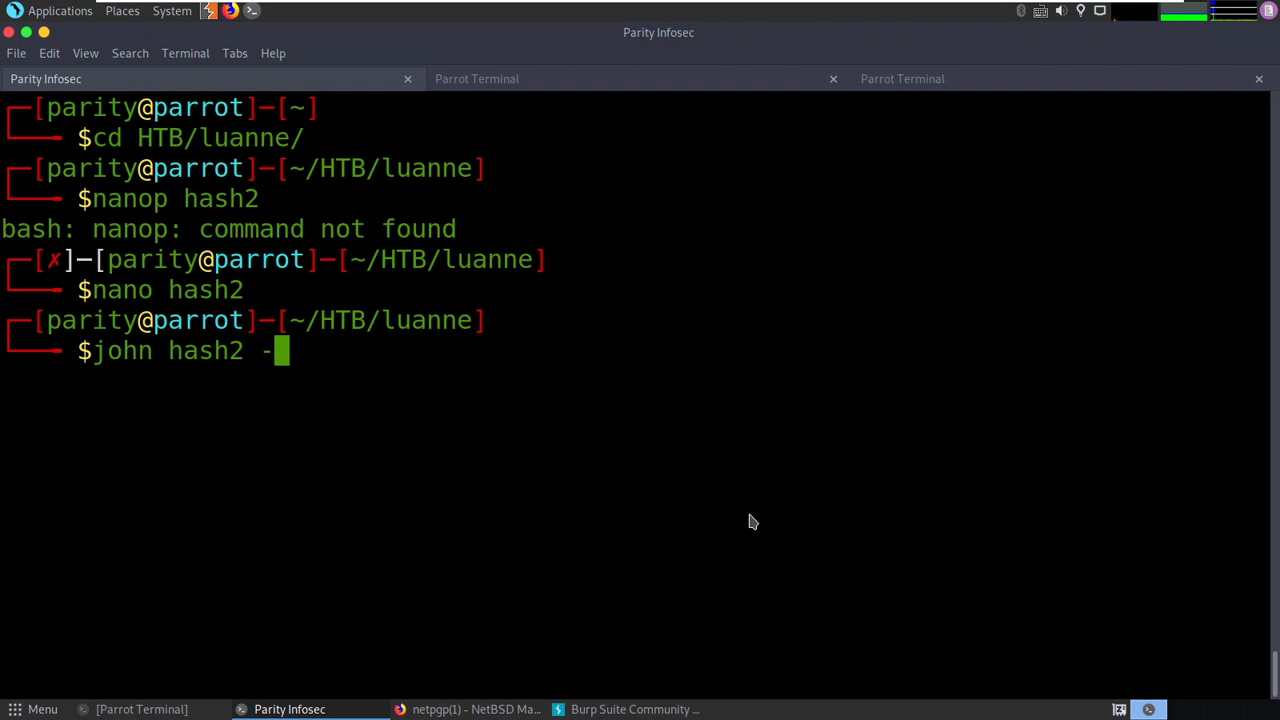 Applications Places System
Parity Infosec
File Edit View Search Terminal Tabs Help
Parity Infosec × Parrot Terminal × Parrot Terminal ×
┌─[parity@parrot]─[~]
└──╼ $cd HTB/luanne/
┌─[parity@parrot]─[~/HTB/luanne]
└──╼ $nanop hash2
bash: nanop: command not found
┌─[✗]─[parity@parrot]─[~/HTB/luanne]
└──╼ $nano hash2
┌─[parity@parrot]─[~/HTB/luanne]
└──╼ $john hash2 -
Menu [Parrot Terminal] Parity Infosec netpgp(1) - NetBSD Ma... Burp Suite Community ...